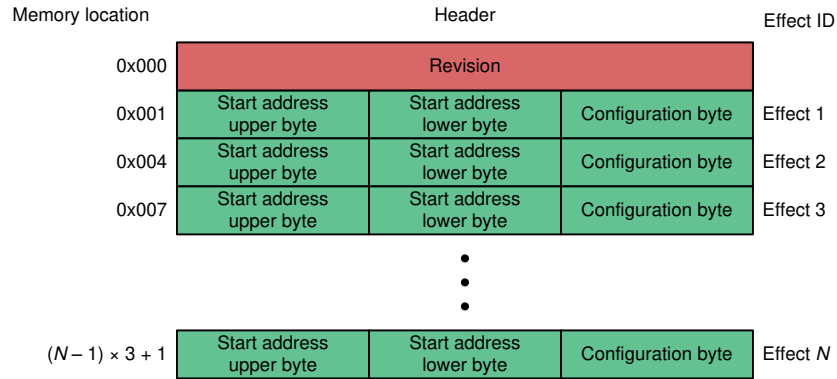 Memory location Header Effect ID
0x000 Revision
0x001 Start address upper byte Start address lower byte Configuration byte Effect 1
0x004 Start address upper byte Start address lower byte Configuration byte Effect 2
0x007 Start address upper byte Start address lower byte Configuration byte Effect 3
(N – 1) × 3 + 1 Start address upper byte Start address lower byte Configuration byte Effect N